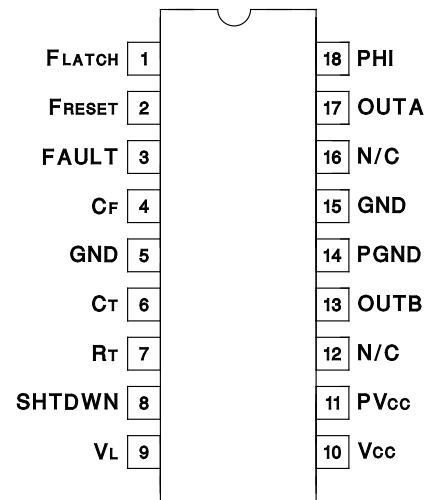 FLATCH 1 18 PHI
FRESET 2 17 OUTA
FAULT 3 16 N/C
CF 4 15 GND
GND 5 14 PGND
CT 6 13 OUTB
RT 7 12 N/C
SHTDWN 8 11 PVCC
VL 9 10 VCC